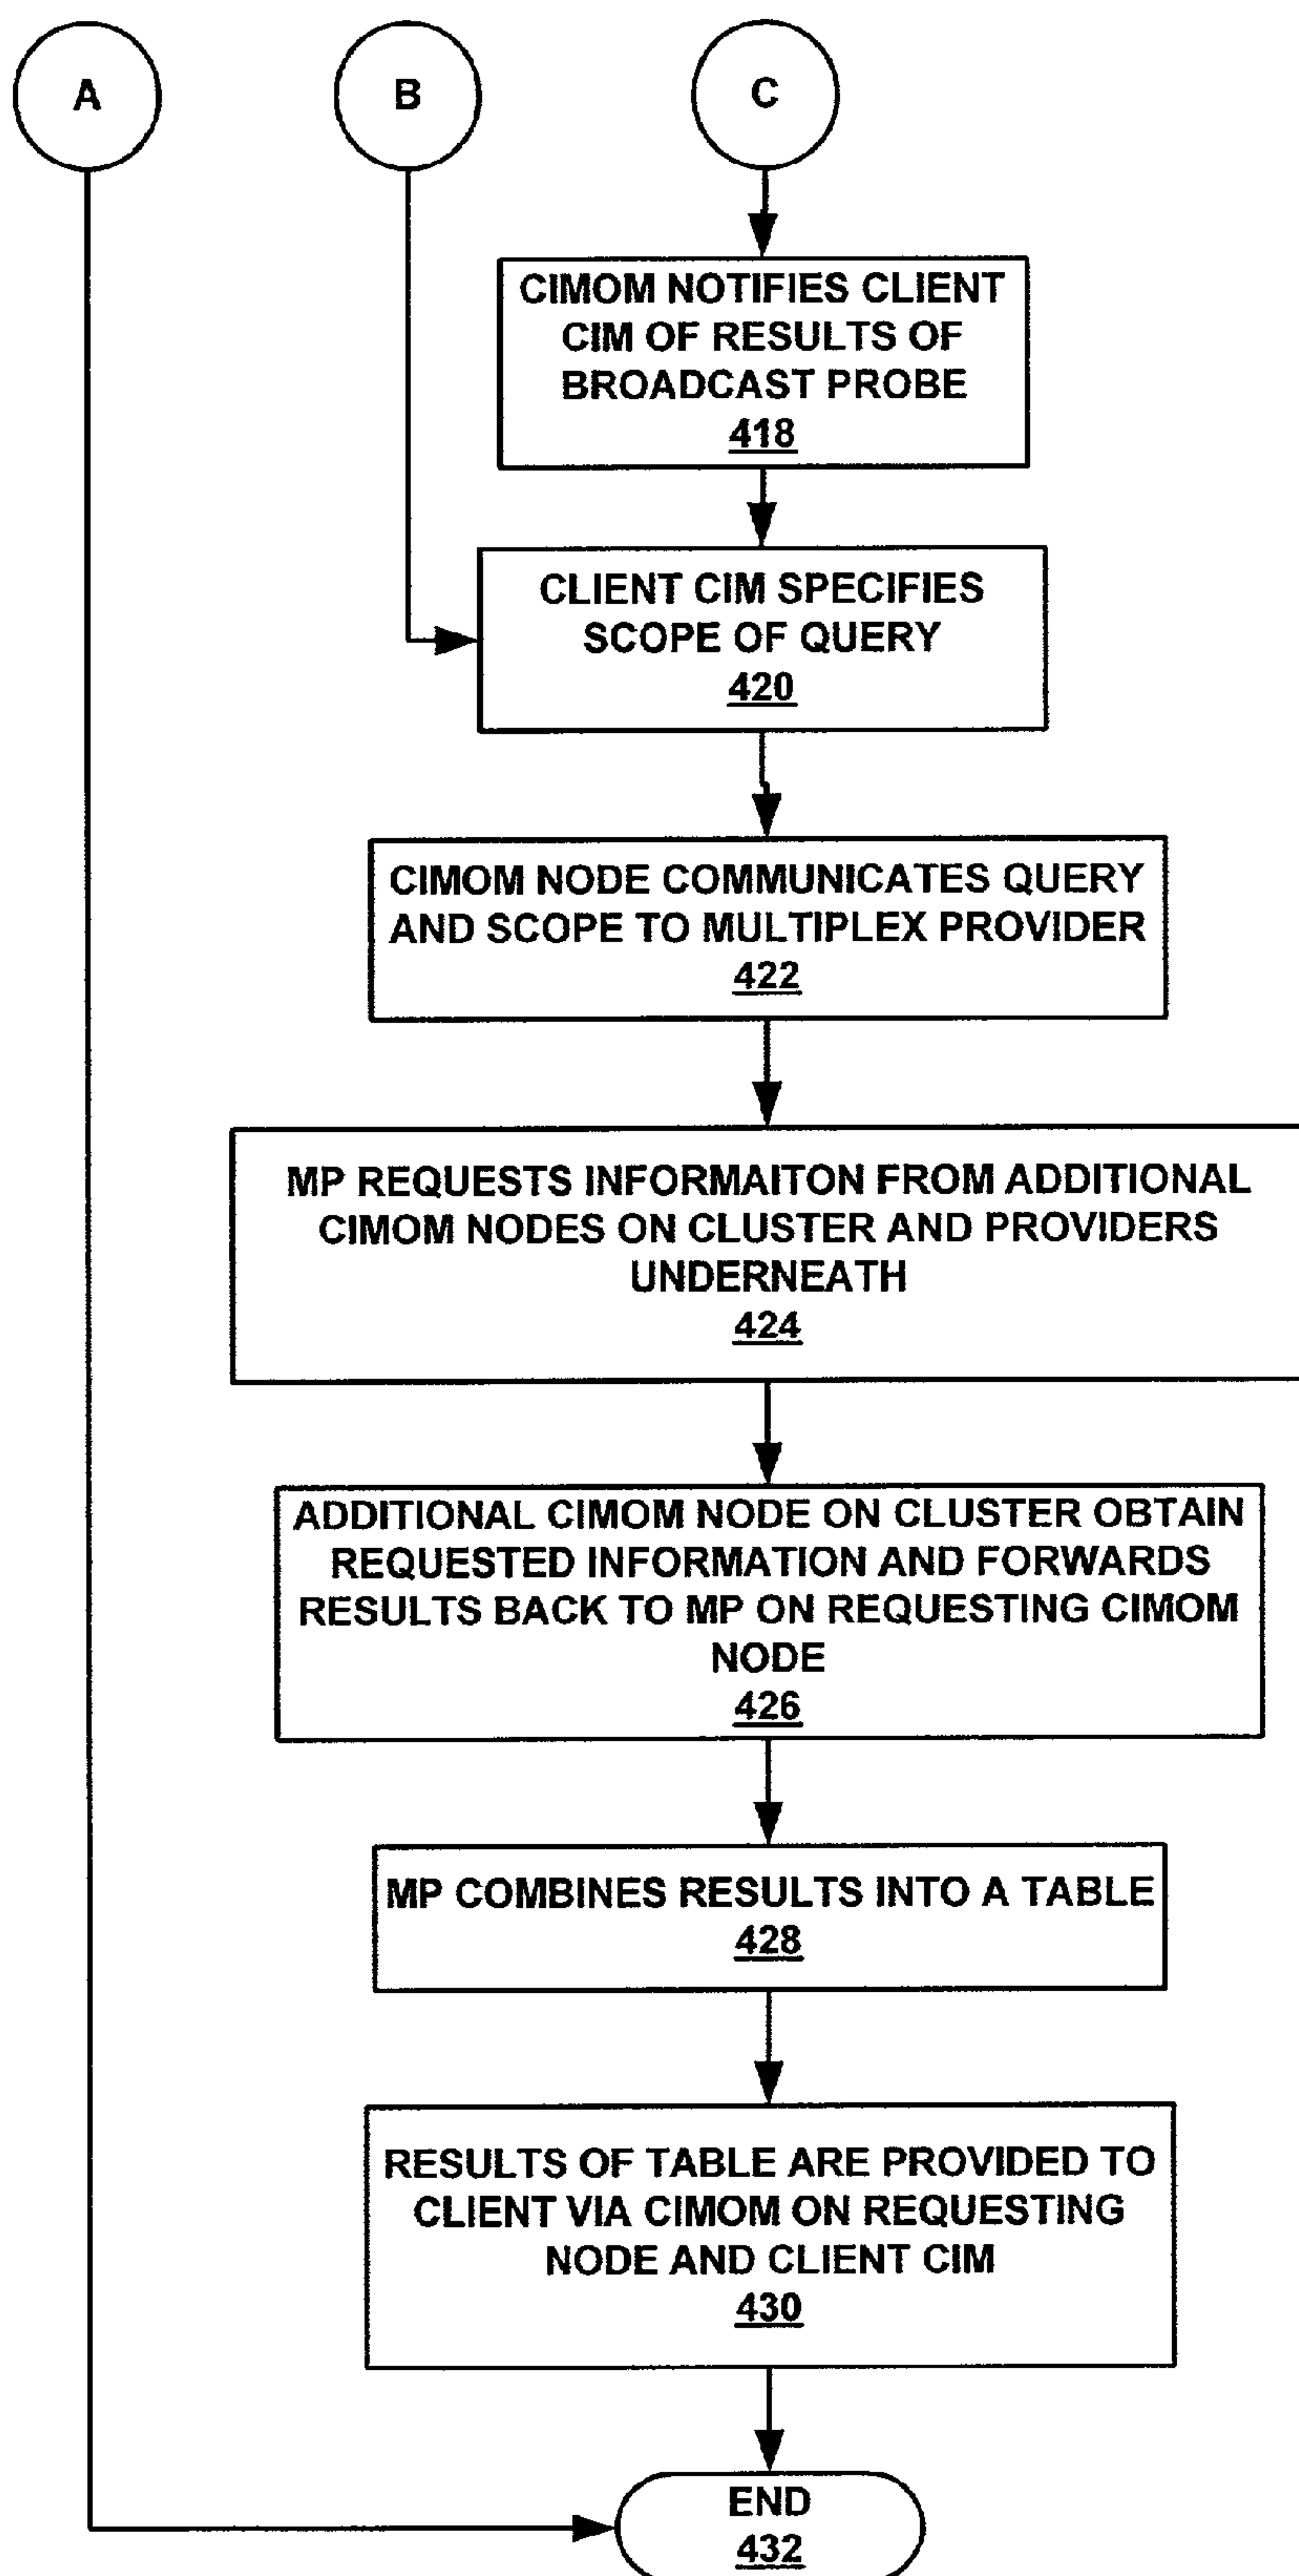 A
B
C
CIMOM NOTIFIES CLIENT
CIM OF RESULTS OF
BROADCAST PROBE
418
CLIENT CIM SPECIFIES
SCOPE OF QUERY
420
CIMOM NODE COMMUNICATES QUERY
AND SCOPE TO MULTIPLEX PROVIDER
422
MP REQUESTS INFORMAITON FROM ADDITIONAL
CIMOM NODES ON CLUSTER AND PROVIDERS
UNDERNEATH
424
ADDITIONAL CIMOM NODE ON CLUSTER OBTAIN
REQUESTED INFORMATION AND FORWARDS
RESULTS BACK TO MP ON REQUESTING CIMOM
NODE
426
MP COMBINES RESULTS INTO A TABLE
428
RESULTS OF TABLE ARE PROVIDED TO
CLIENT VIA CIMOM ON REQUESTING
NODE AND CLIENT CIM
430
END
432